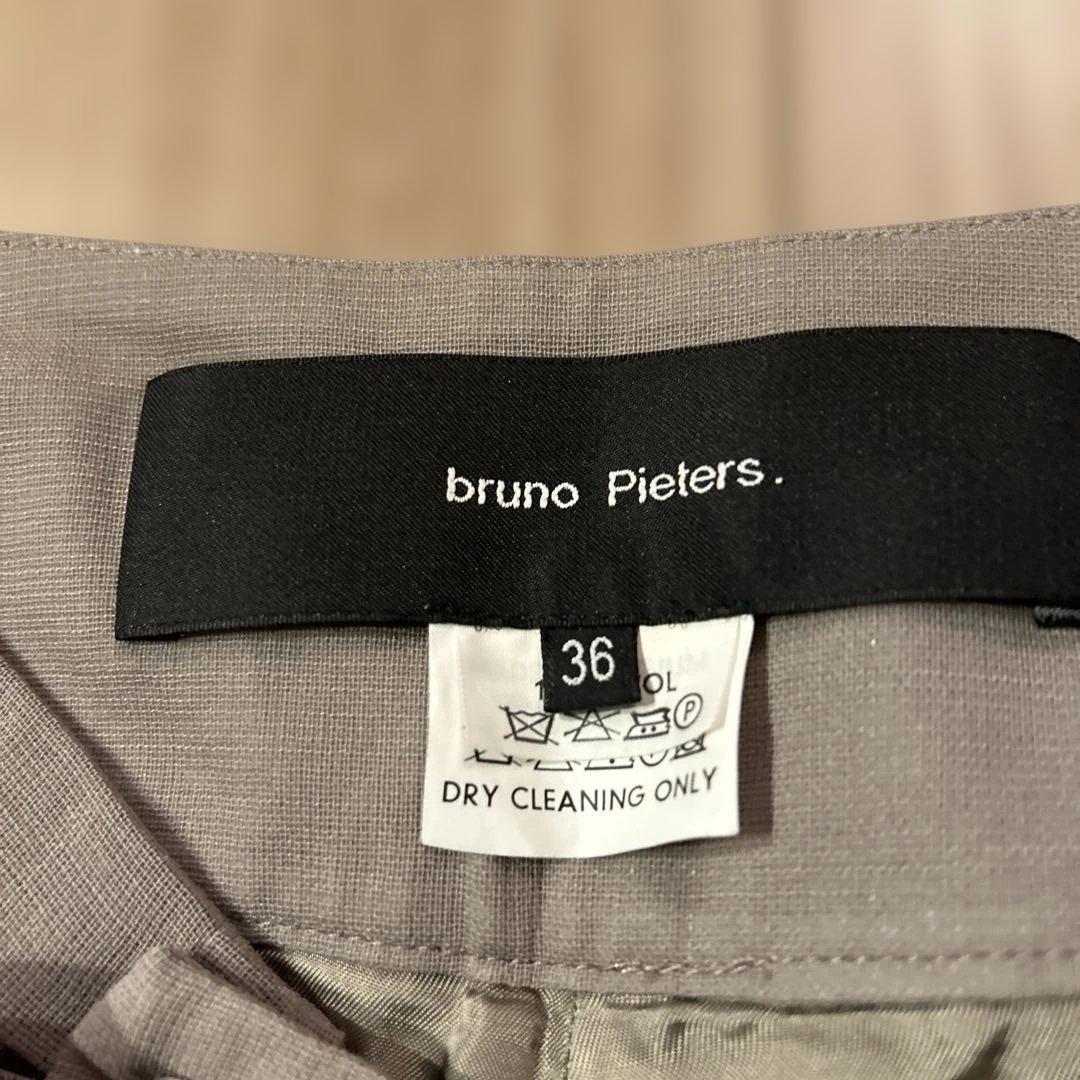 bruno Pieters.
36
P
DRY CLEANING ONLY